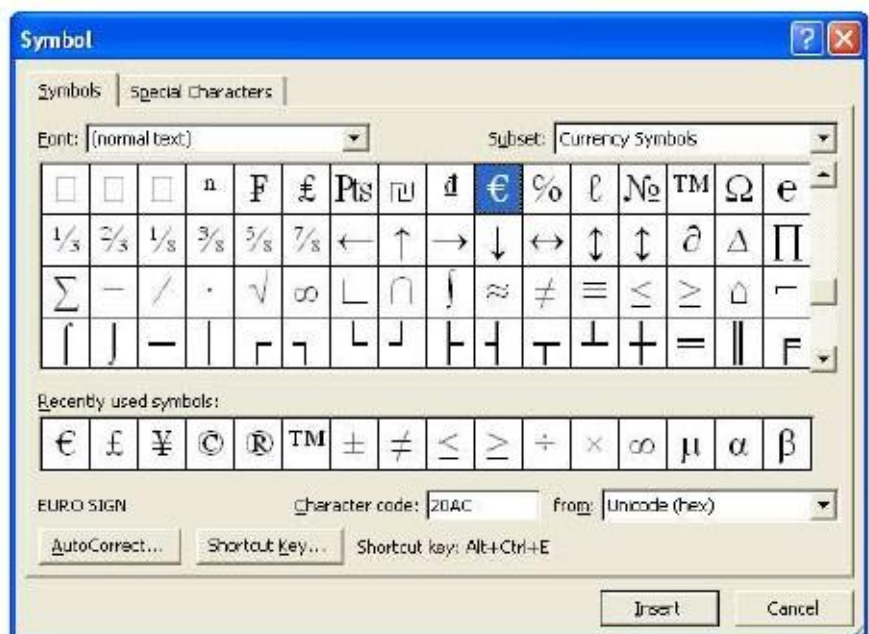 Symbol
Symbols Special Characters
Font: (normal text) Subset: Currency Symbols
ⁿ ₣ ₤ ₧ ₪ ₫ € ℅ ℓ № ™ Ω ℮
⅓ ⅔ ⅛ ⅜ ⅝ ⅞ ← ↑ → ↓ ↔ ↕ ↨ ∂ ∆ ∏
∑ − ∕ ∙ √ ∞ ∟ ∩ ∫ ≈ ≠ ≡ ≤ ≥ ⌂ ⌐
⌠ ⌡ ─ │ ┌ ┐ └ ┘ ├ ┤ ┬ ┴ ┼ ═ ║ ╒
Recently used symbols:
€ £ ¥ © ® ™ ± ≠ ≤ ≥ ÷ × ∞ µ α β
EURO SIGN Character code: 20AC from: Unicode (hex)
AutoCorrect... Shortcut Key... Shortcut key: Alt+Ctrl+E
Insert Cancel